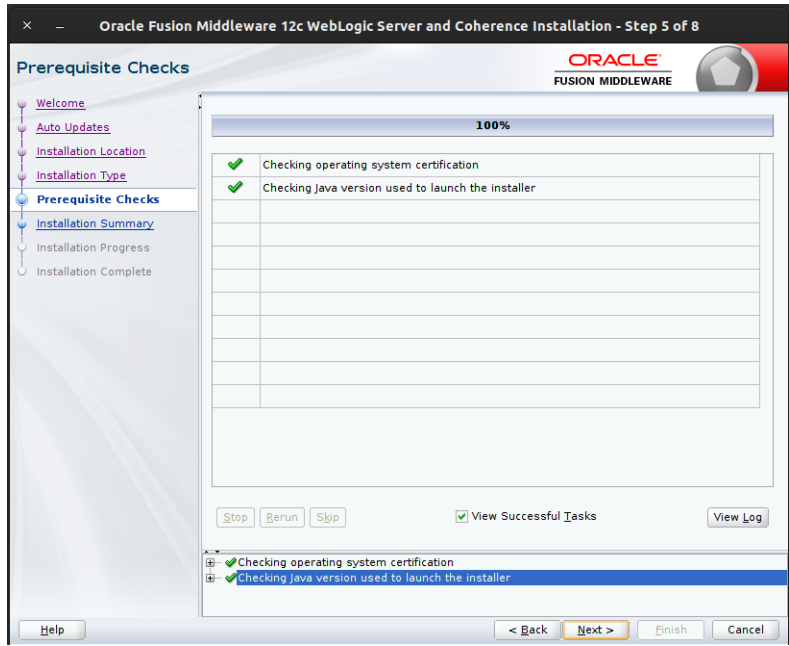 Oracle Fusion Middleware 12c WebLogic Server and Coherence Installation - Step 5 of 8
Prerequisite Checks
ORACLE
FUSION MIDDLEWARE
Welcome
Auto Updates
Installation Location
Installation Type
Prerequisite Checks
Installation Summary
Installation Progress
Installation Complete
100%
Checking operating system certification
Checking Java version used to launch the installer
Stop Rerun Skip View Successful Tasks View Log
Checking operating system certification
Checking Java version used to launch the installer
Help < Back Next > Finish Cancel